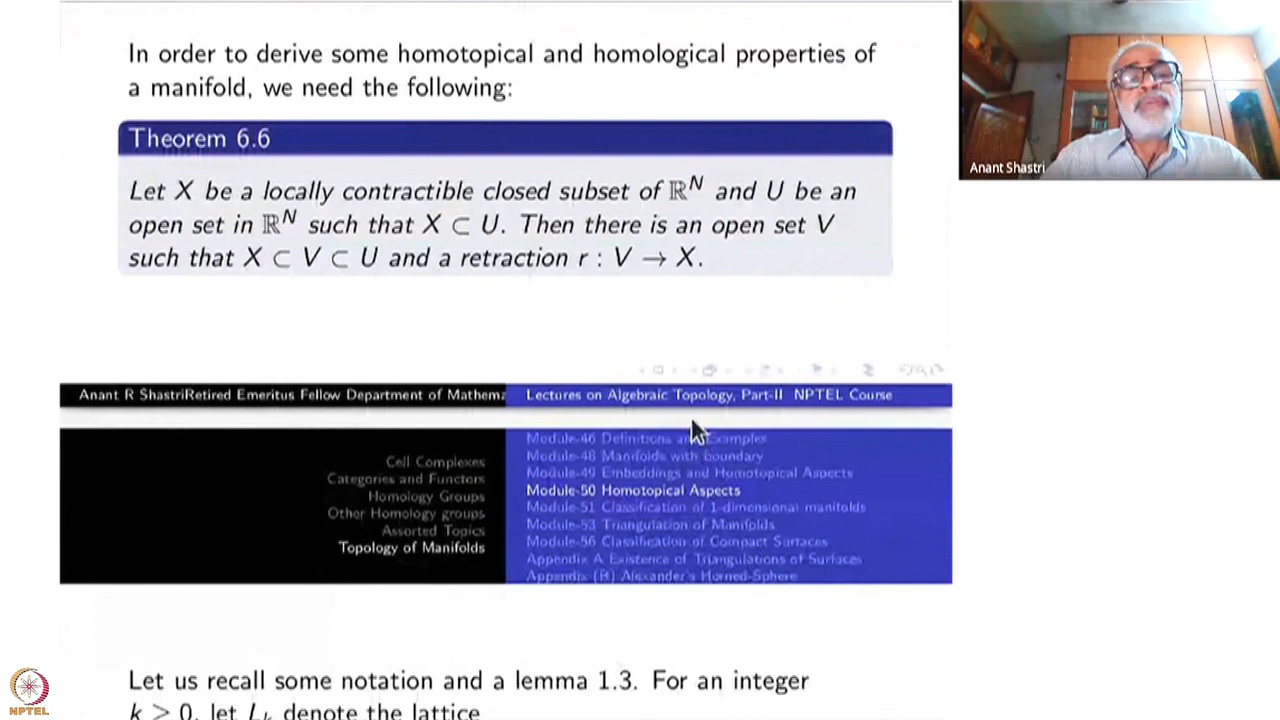 In order to derive some homotopical and homological properties of
a manifold, we need the following:
Theorem 6.6
Let X be a locally contractible closed subset of ℝ^N and U be an
open set in ℝ^N such that X ⊂ U. Then there is an open set V
such that X ⊂ V ⊂ U and a retraction r : V → X.
Anant Shastri
Anant R ShastriRetired Emeritus Fellow Department of Mathema
Lectures on Algebraic Topology, Part-II NPTEL Course
Cell Complexes
Categories and Functors
Homology Groups
Other Homology groups
Assorted Topics
Topology of Manifolds
Module-46 Definitions and Examples
Module-48 Manifolds with boundary
Module-49 Embeddings and Homotopical Aspects
Module-50 Homotopical Aspects
Module-51 Classification of 1-dimensional manifolds
Module-53 Triangulation of Manifolds
Module-56 Classification of Compact Surfaces
Appendix A Existence of Triangulations of Surfaces
Appendix (B) Alexander's Horned-Sphere
Let us recall some notation and a lemma 1.3. For an integer
k > 0, let L_k denote the lattice
NPTEL